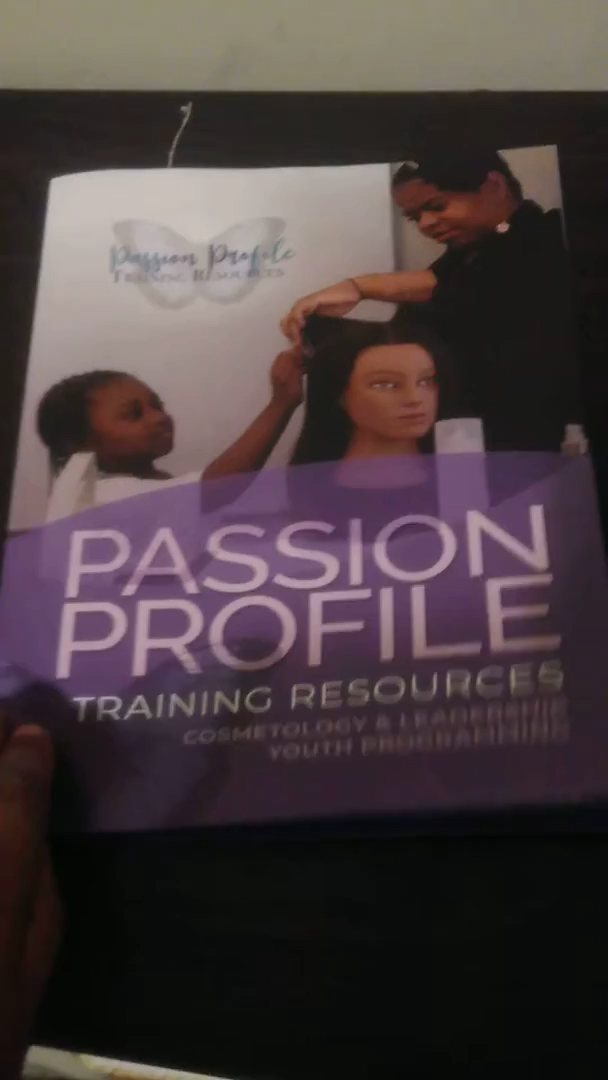 Passion Profile
TRAINING RESOURCES
PASSION
PROFILE
TRAINING RESOURCES
COSMETOLOGY & LEADERSHIP
YOUTH PROGRAMMING